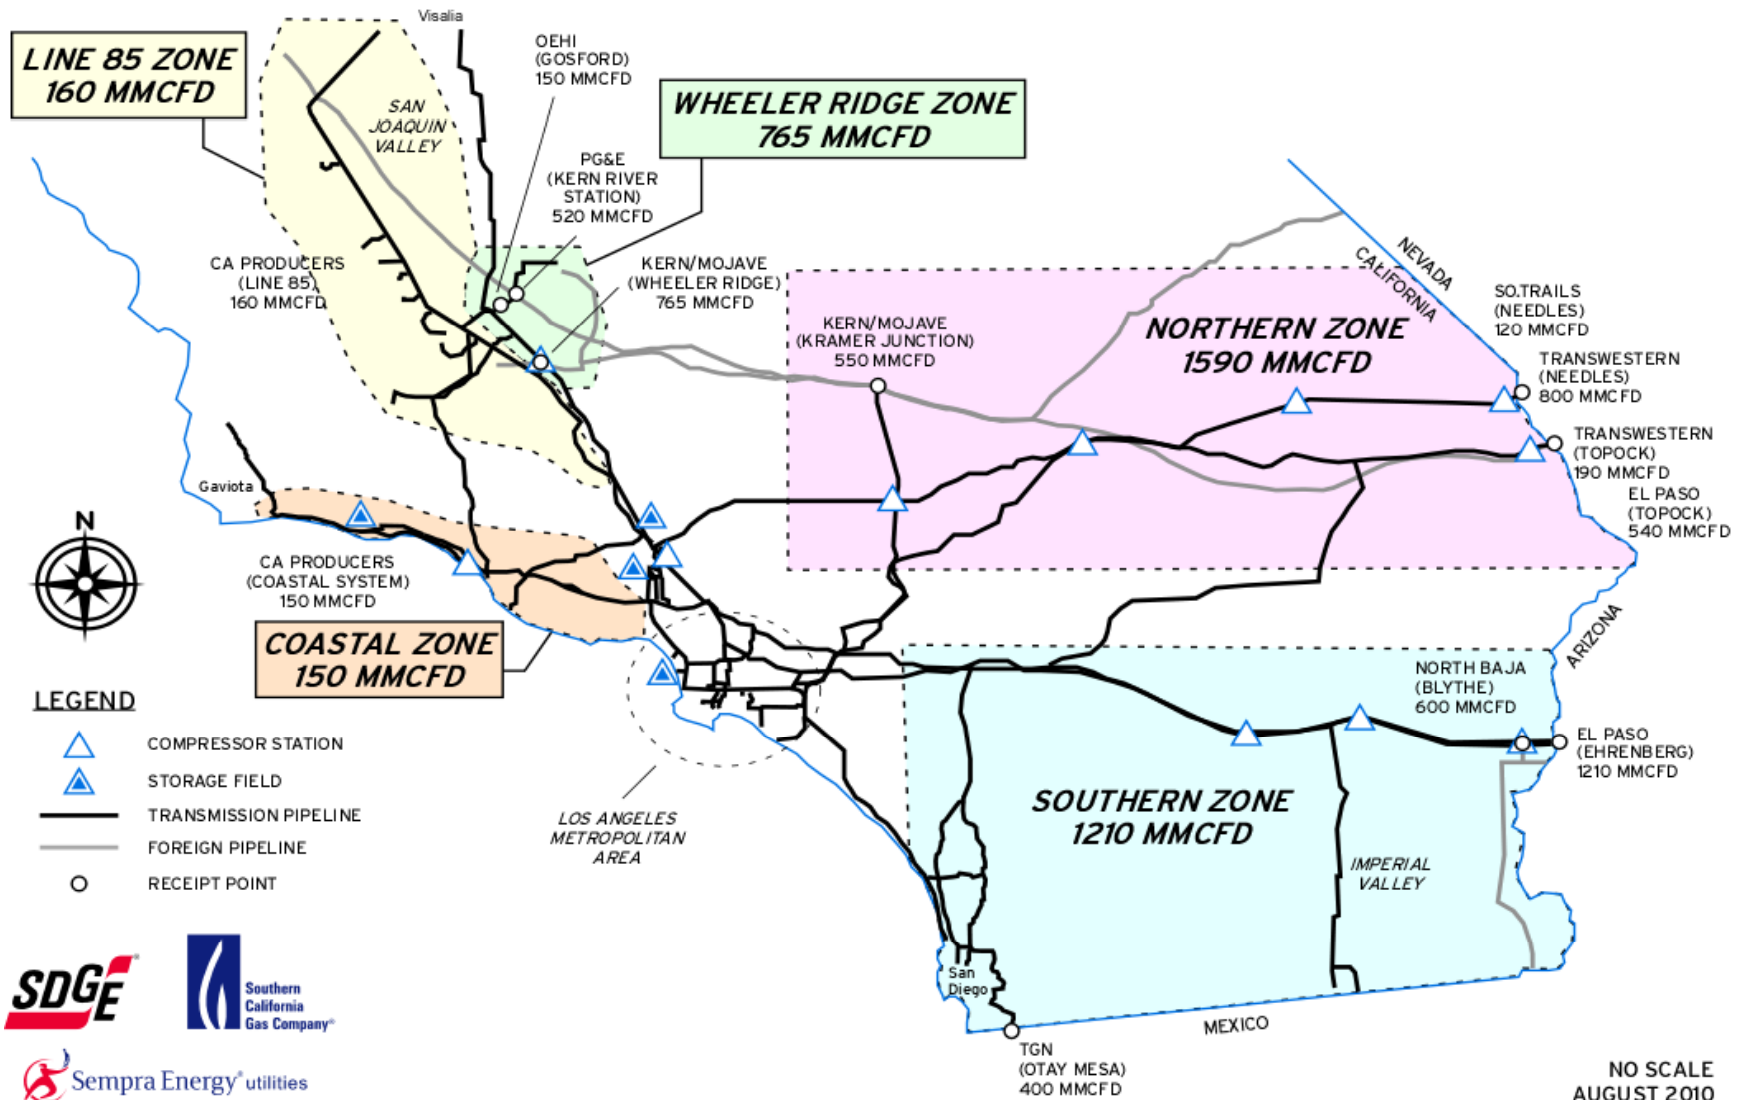 Visalia
LINE 85 ZONE
160 MMCFD
OEHI
(GOSFORD)
150 MMCFD
WHEELER RIDGE ZONE
765 MMCFD
SAN
JOAQUIN
VALLEY
PG&E
(KERN RIVER
STATION)
520 MMCFD
CA PRODUCERS
(LINE 85)
160 MMCFD
KERN/MOJAVE
(WHEELER RIDGE)
765 MMCFD
NEVADA
CALIFORNIA
KERN/MOJAVE
(KRAMER JUNCTION)
550 MMCFD
NORTHERN ZONE
1590 MMCFD
SO.TRAILS
(NEEDLES)
120 MMCFD
TRANSWESTERN
(NEEDLES)
800 MMCFD
TRANSWESTERN
(TOPOCK)
190 MMCFD
EL PASO
(TOPOCK)
540 MMCFD
Gaviota
N
CA PRODUCERS
(COASTAL SYSTEM)
150 MMCFD
COASTAL ZONE
150 MMCFD
ARIZONA
LEGEND
COMPRESSOR STATION
STORAGE FIELD
TRANSMISSION PIPELINE
FOREIGN PIPELINE
RECEIPT POINT
LOS ANGELES
METROPOLITAN
AREA
NORTH BAJA
(BLYTHE)
600 MMCFD
EL PASO
(EHRENBERG)
1210 MMCFD
SOUTHERN ZONE
1210 MMCFD
IMPERIAL
VALLEY
San
Diego
MEXICO
TGN
(OTAY MESA)
400 MMCFD
SDGE
Southern
California
Gas Company®
Sempra Energy® utilities
NO SCALE
AUGUST 2010